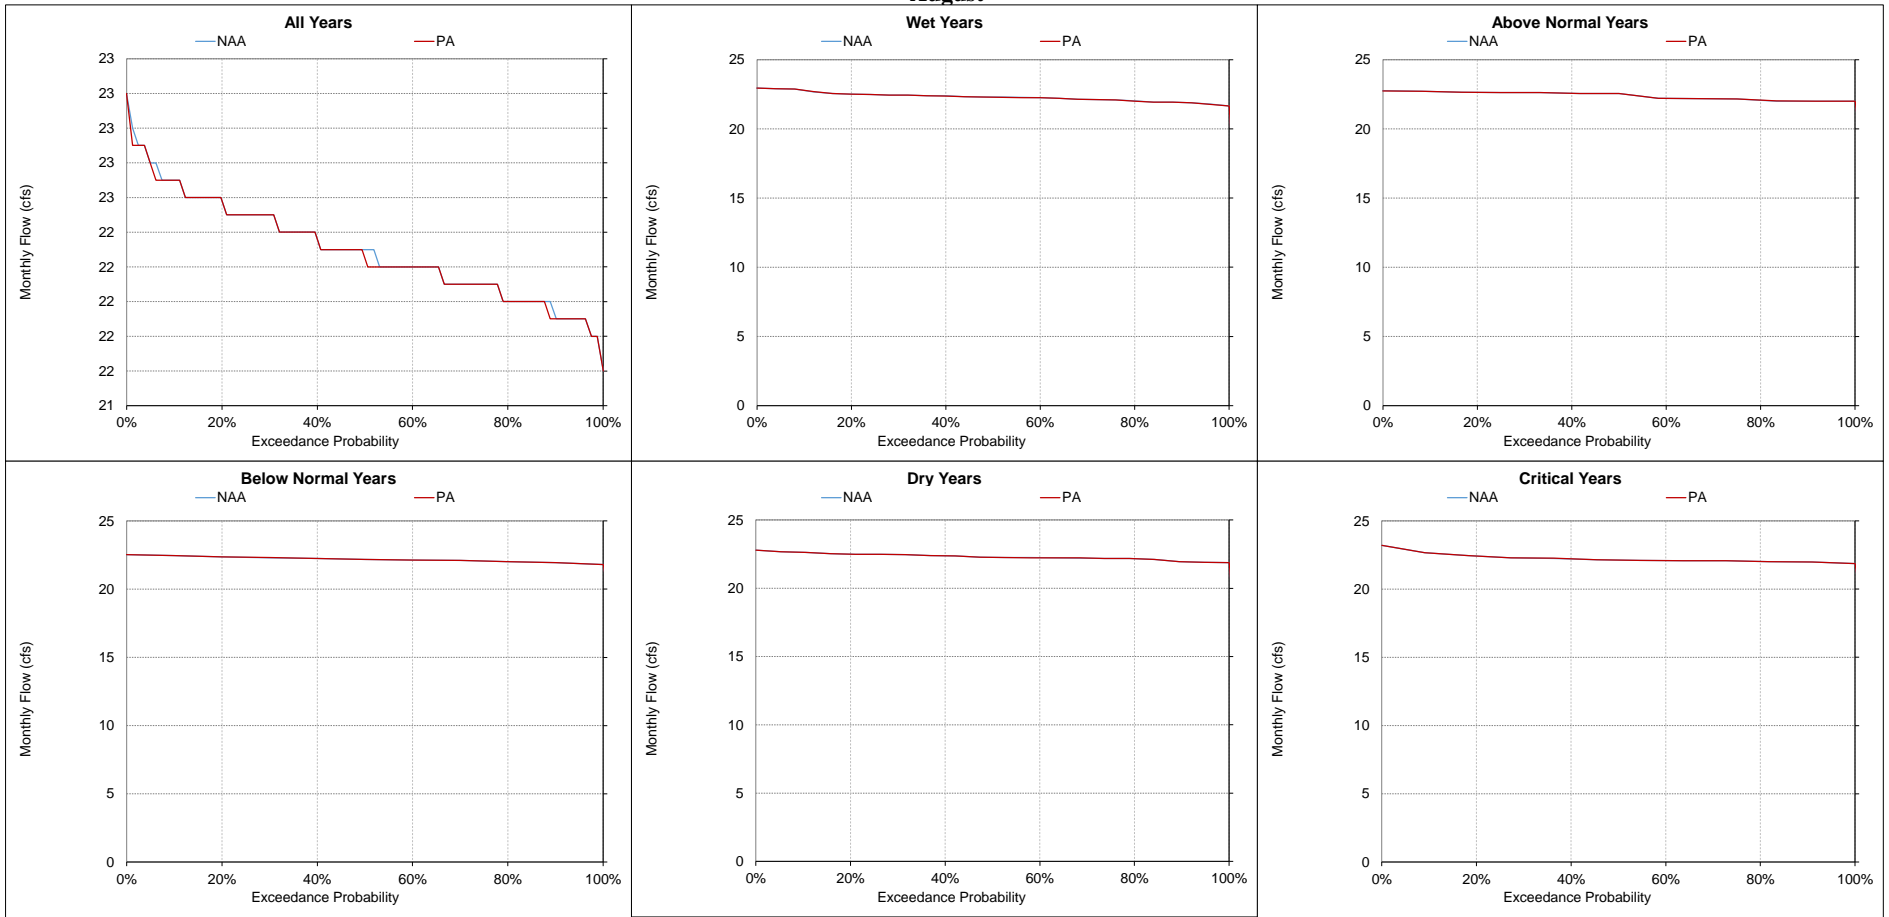 August
All Years
NAA PA
23
23
23
23
23
22
22
22
22
22
21
0% 20% 40% 60% 80% 100%
Monthly Flow (cfs)
Exceedance Probability
Wet Years
NAA PA
25
20
15
10
5
0
0% 20% 40% 60% 80% 100%
Monthly Flow (cfs)
Exceedance Probability
Above Normal Years
NAA PA
25
20
15
10
5
0
0% 20% 40% 60% 80% 100%
Monthly Flow (cfs)
Exceedance Probability
Below Normal Years
NAA PA
25
20
15
10
5
0
0% 20% 40% 60% 80% 100%
Monthly Flow (cfs)
Exceedance Probability
Dry Years
NAA PA
25
20
15
10
5
0
0% 20% 40% 60% 80% 100%
Monthly Flow (cfs)
Exceedance Probability
Critical Years
NAA PA
25
20
15
10
5
0
0% 20% 40% 60% 80% 100%
Monthly Flow (cfs)
Exceedance Probability